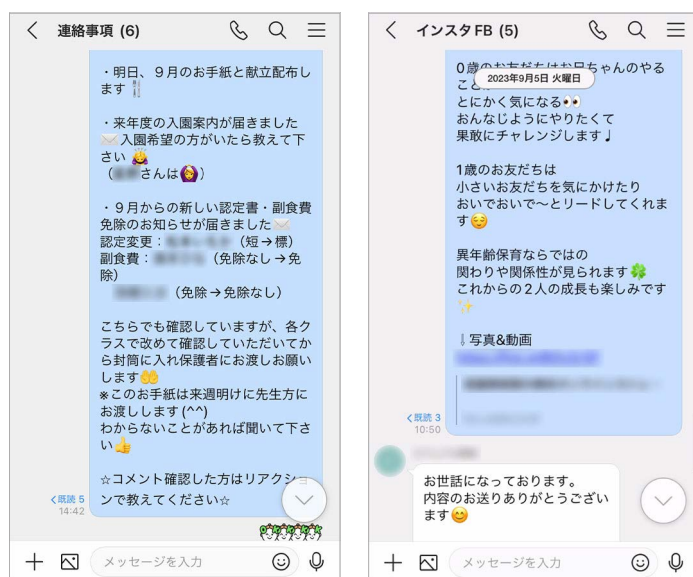 連絡事項 (6)
・明日、９月のお手紙と献立配布し
ます🍴
・来年度の入園案内が届きました
✉️入園希望の方がいたら教えて下
さい🙇‍♀️
（さんは🙆‍♀️）
・９月からの新しい認定書・副食費
免除のお知らせが届きました✉️
認定変更：（短→標）
副食費：（免除なし→免
除）
（免除→免除なし）
こちらでも確認していますが、各ク
ラスで改めて確認していただいてか
ら封筒に入れ保護者にお渡しお願い
します🤲
※このお手紙は来週明けに先生方に
お渡しします(^^)
わからないことがあれば聞いて下さ
い👍
☆コメント確認した方はリアクショ
ンで教えてください☆
既読 5
14:42
メッセージを入力
インスタFB (5)
2023年9月5日 火曜日
0歳のお友だちはお兄ちゃんのやる
こと
とにかく気になる👀
おんなじようにやりたくて
果敢にチャレンジします♩
1歳のお友だちは
小さいお友だちを気にかけたり
おいでおいで〜とリードしてくれま
す😌
異年齢保育ならではの
関わりや関係性が見られます🍀
これからの2人の成長も楽しみです
✨
⇩写真&動画
既読 3
10:50
お世話になっております。
内容のお送りありがとうござい
ます😊
メッセージを入力